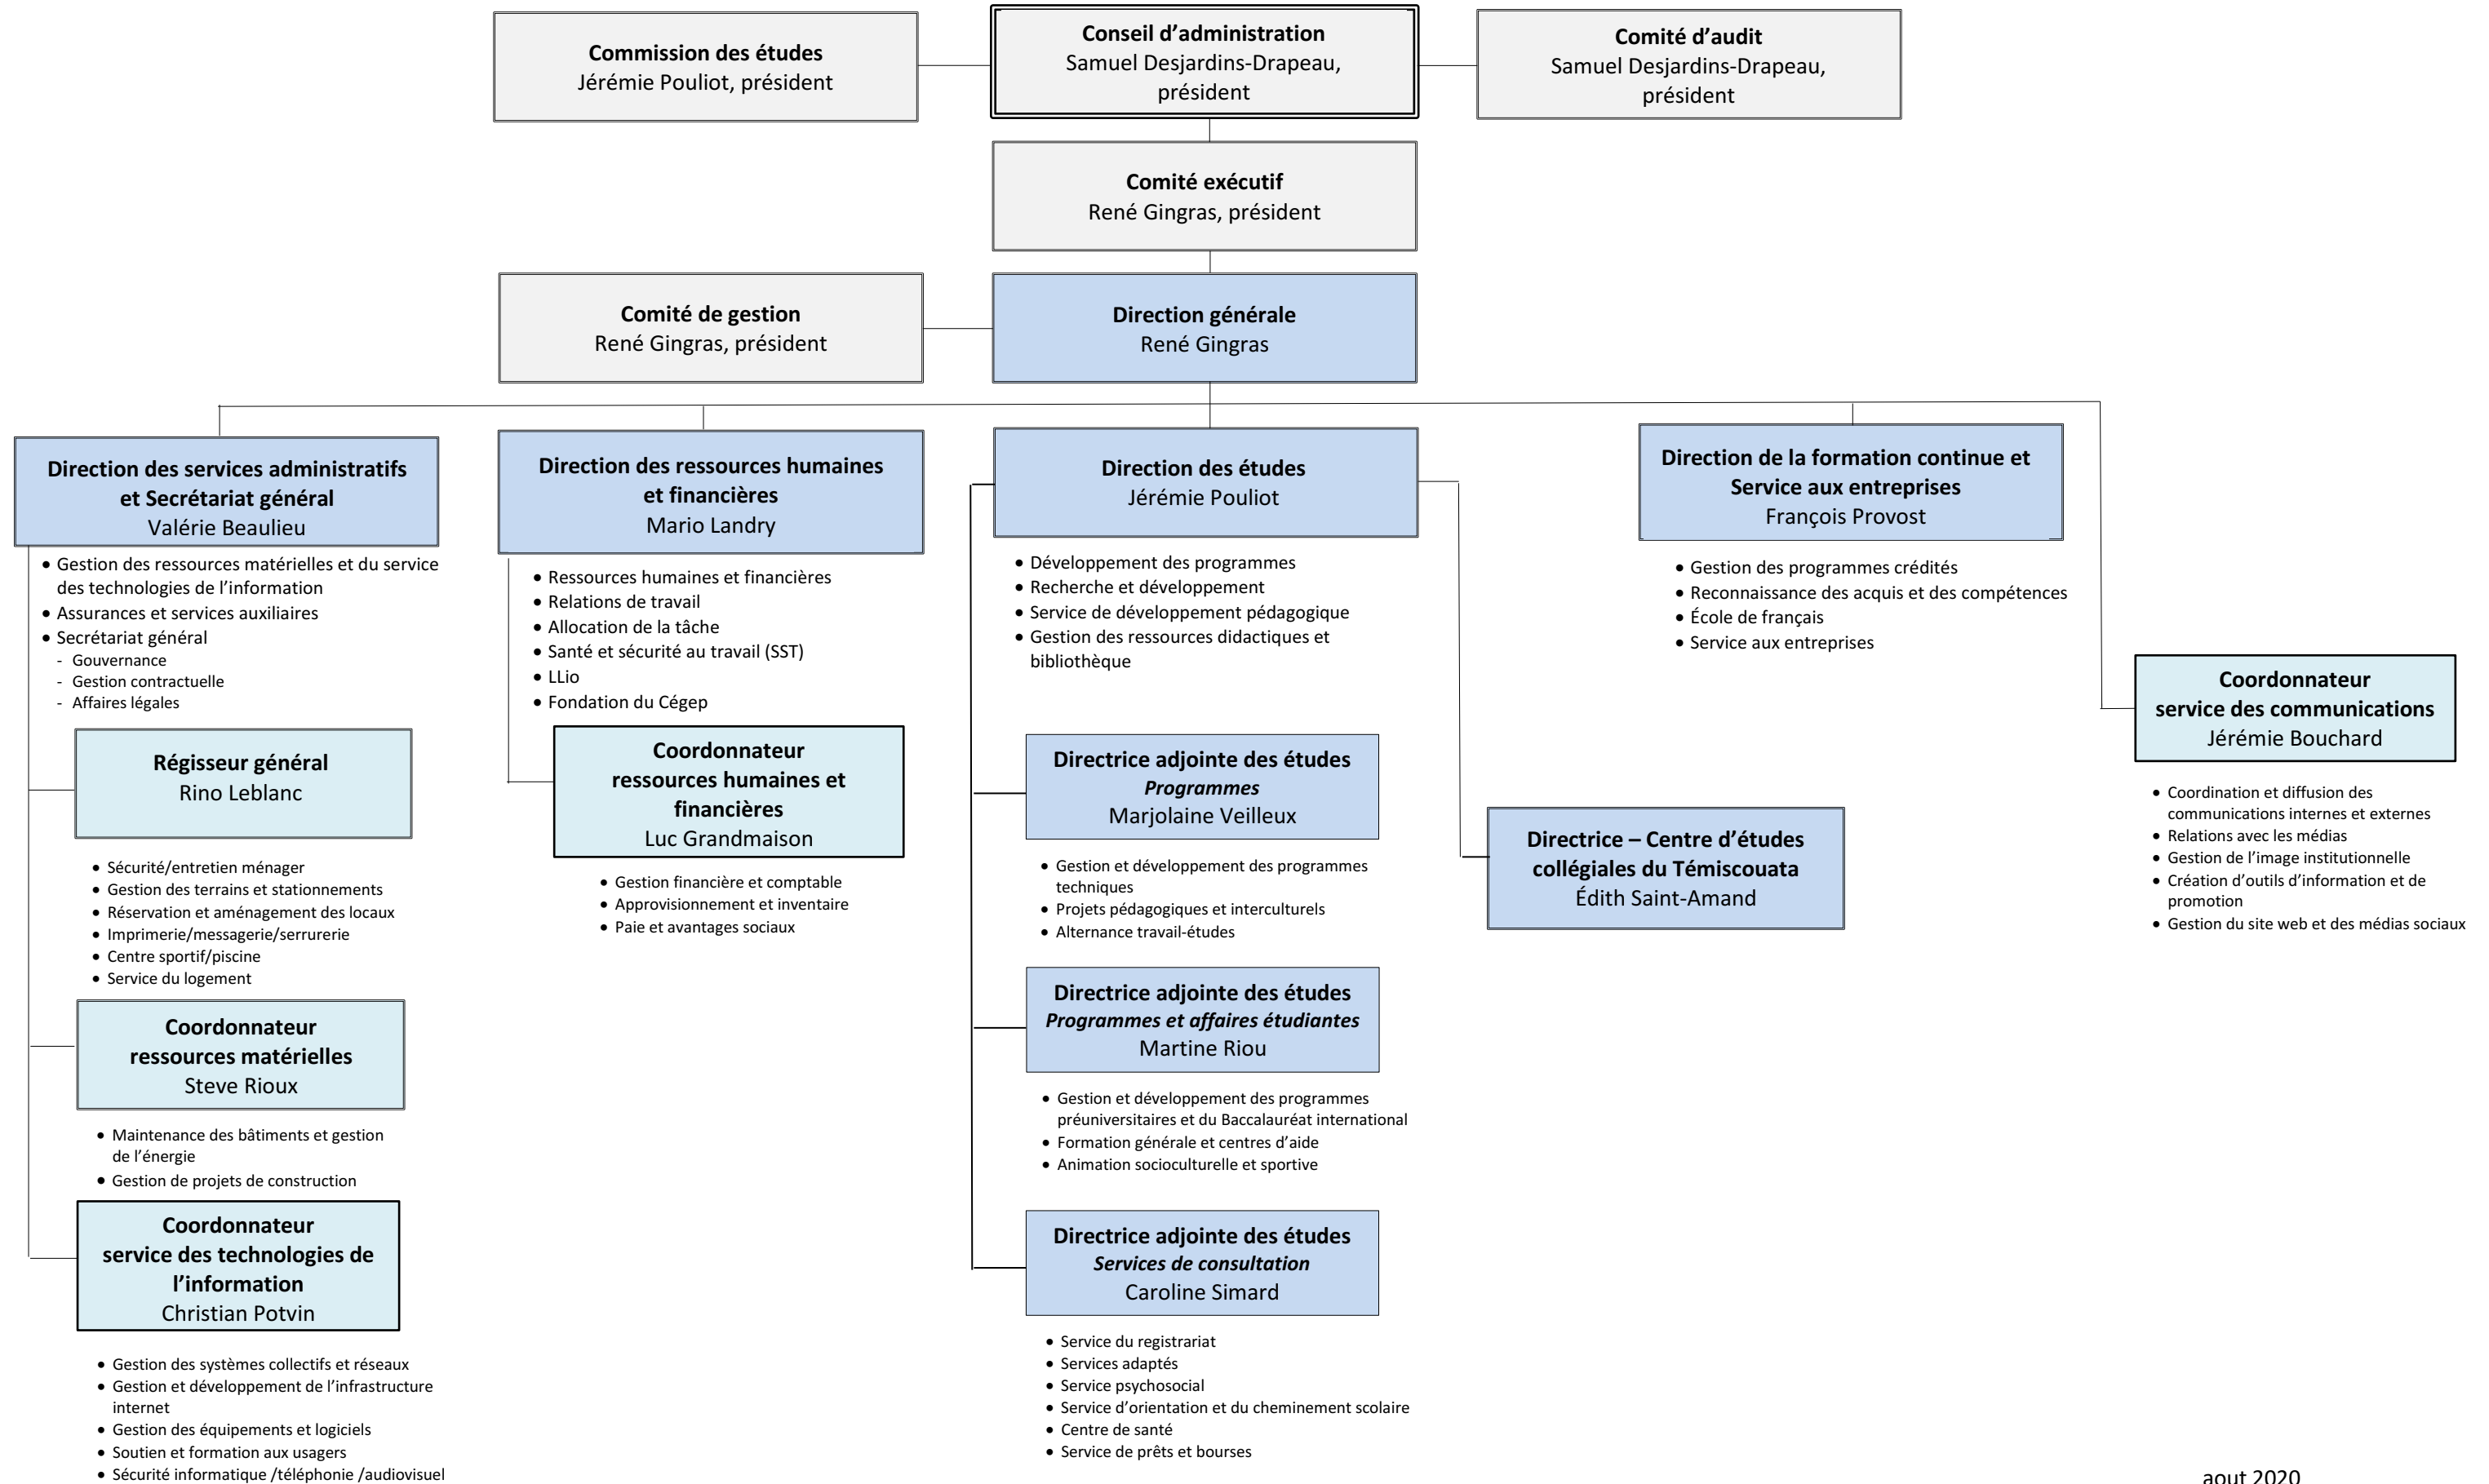 Commission des études
Jérémie Pouliot, président
Conseil d’administration
Samuel Desjardins-Drapeau,
président
Comité d’audit
Samuel Desjardins-Drapeau,
président
Comité exécutif
René Gingras, président
Comité de gestion
René Gingras, président
Direction générale
René Gingras
Direction des services administratifs
et Secrétariat général
Valérie Beaulieu
• Gestion des ressources matérielles et du service
des technologies de l’information
• Assurances et services auxiliaires
• Secrétariat général
- Gouvernance
- Gestion contractuelle
- Affaires légales
Régisseur général
Rino Leblanc
• Sécurité/entretien ménager
• Gestion des terrains et stationnements
• Réservation et aménagement des locaux
• Imprimerie/messagerie/serrurerie
• Centre sportif/piscine
• Service du logement
Coordonnateur
ressources matérielles
Steve Rioux
• Maintenance des bâtiments et gestion
de l’énergie
• Gestion de projets de construction
Coordonnateur
service des technologies de
l’information
Christian Potvin
• Gestion des systèmes collectifs et réseaux
• Gestion et développement de l’infrastructure
internet
• Gestion des équipements et logiciels
• Soutien et formation aux usagers
• Sécurité informatique /téléphonie /audiovisuel
Direction des ressources humaines
et financières
Mario Landry
• Ressources humaines et financières
• Relations de travail
• Allocation de la tâche
• Santé et sécurité au travail (SST)
• LLio
• Fondation du Cégep
Coordonnateur
ressources humaines et
financières
Luc Grandmaison
• Gestion financière et comptable
• Approvisionnement et inventaire
• Paie et avantages sociaux
Direction des études
Jérémie Pouliot
• Développement des programmes
• Recherche et développement
• Service de développement pédagogique
• Gestion des ressources didactiques et
bibliothèque
Directrice adjointe des études
Programmes
Marjolaine Veilleux
• Gestion et développement des programmes
techniques
• Projets pédagogiques et interculturels
• Alternance travail-études
Directrice adjointe des études
Programmes et affaires étudiantes
Martine Riou
• Gestion et développement des programmes
préuniversitaires et du Baccalauréat international
• Formation générale et centres d’aide
• Animation socioculturelle et sportive
Directrice adjointe des études
Services de consultation
Caroline Simard
• Service du registrariat
• Services adaptés
• Service psychosocial
• Service d’orientation et du cheminement scolaire
• Centre de santé
• Service de prêts et bourses
Directrice – Centre d’études
collégiales du Témiscouata
Édith Saint-Amand
Direction de la formation continue et
Service aux entreprises
François Provost
• Gestion des programmes crédités
• Reconnaissance des acquis et des compétences
• École de français
• Service aux entreprises
Coordonnateur
service des communications
Jérémie Bouchard
• Coordination et diffusion des
communications internes et externes
• Relations avec les médias
• Gestion de l’image institutionnelle
• Création d’outils d’information et de
promotion
• Gestion du site web et des médias sociaux
aout 2020